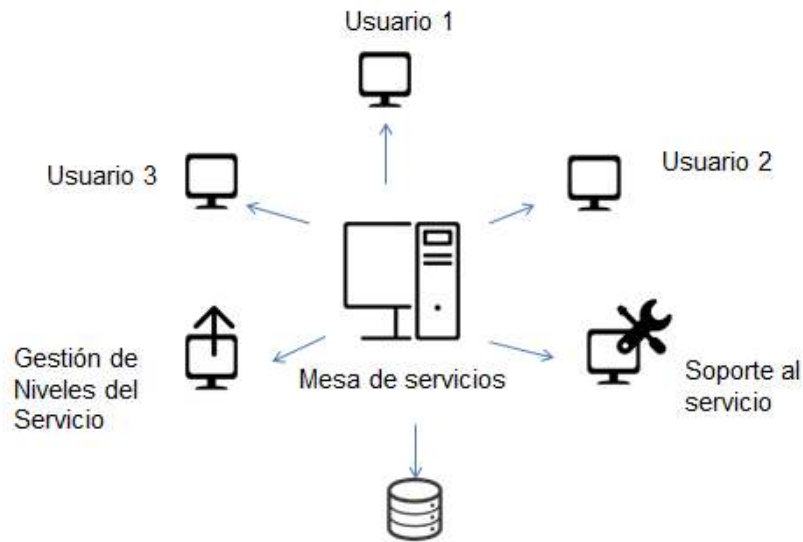 Usuario 1
Usuario 3
Usuario 2
Gestión de
Niveles del
Servicio
Mesa de servicios
Soporte al
servicio